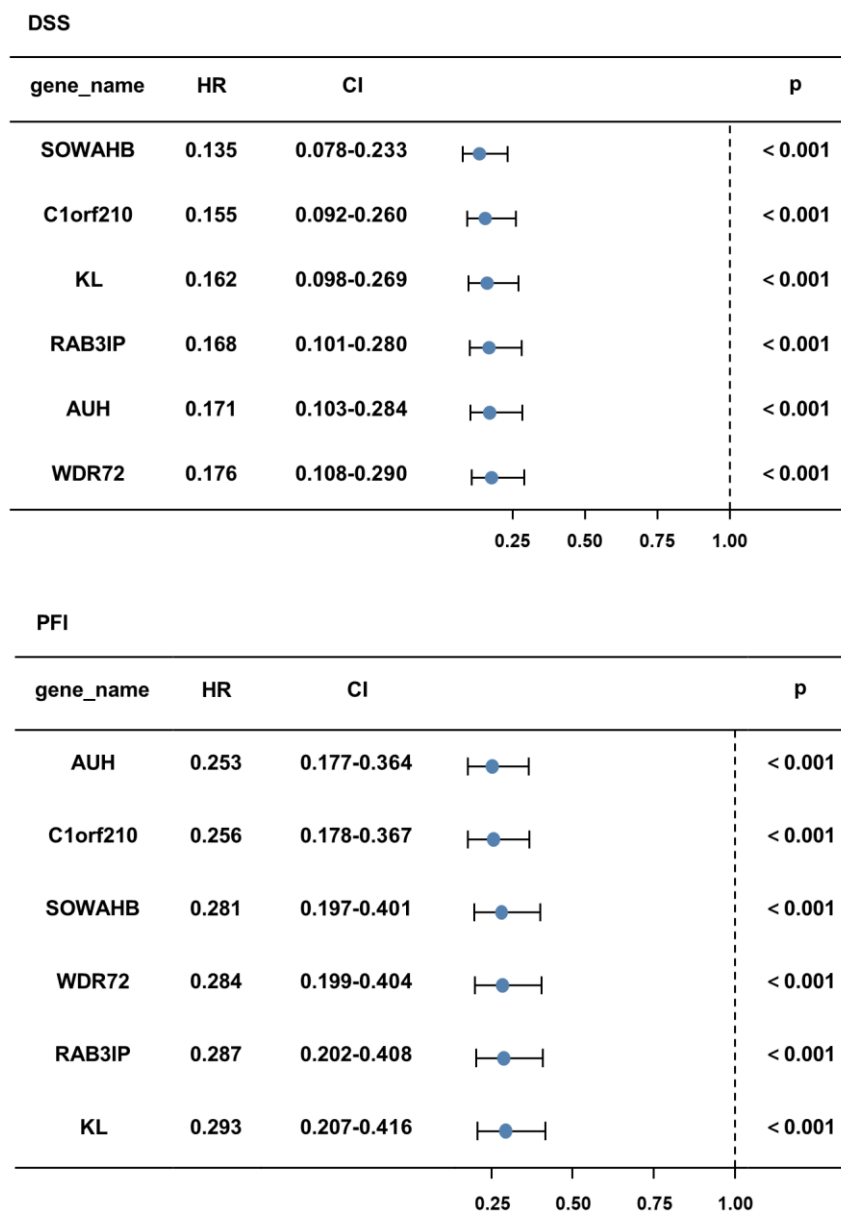 DSS
gene_name HR CI p
SOWAHB 0.135 0.078-0.233 < 0.001
C1orf210 0.155 0.092-0.260 < 0.001
KL 0.162 0.098-0.269 < 0.001
RAB3IP 0.168 0.101-0.280 < 0.001
AUH 0.171 0.103-0.284 < 0.001
WDR72 0.176 0.108-0.290 < 0.001
0.25 0.50 0.75 1.00
PFI
gene_name HR CI p
AUH 0.253 0.177-0.364 < 0.001
C1orf210 0.256 0.178-0.367 < 0.001
SOWAHB 0.281 0.197-0.401 < 0.001
WDR72 0.284 0.199-0.404 < 0.001
RAB3IP 0.287 0.202-0.408 < 0.001
KL 0.293 0.207-0.416 < 0.001
0.25 0.50 0.75 1.00